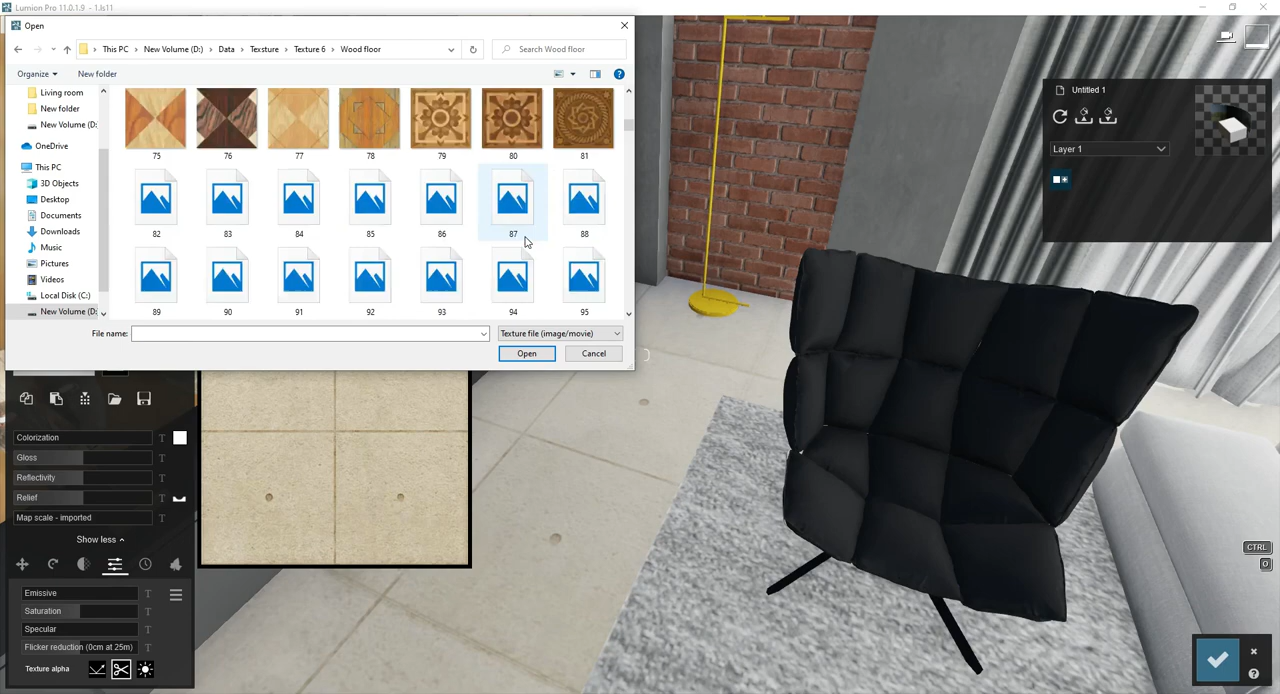 Lumion Pro 11.0.1.9 - 1.ls11
Open
This PC › New Volume (D:) › Data › Texsture › Texture 6 › Wood floor
Search Wood floor
Organize
New folder
Living room
New folder
New Volume (D:
OneDrive
This PC
3D Objects
Desktop
Documents
Downloads
Music
Pictures
Videos
Local Disk (C:)
New Volume (D:
75 76 77 78 79 80 81
82 83 84 85 86 87 88
89 90 91 92 93 94 95
File name:
Texture file (image/movie)
Open
Cancel
Colorization T
Gloss T
Reflectivity T
Relief T
Map scale - imported T
Show less
Emissive T
Saturation T
Specular T
Flicker reduction (0cm at 25m) T
Texture alpha
Untitled 1
Layer 1
CTRL
O